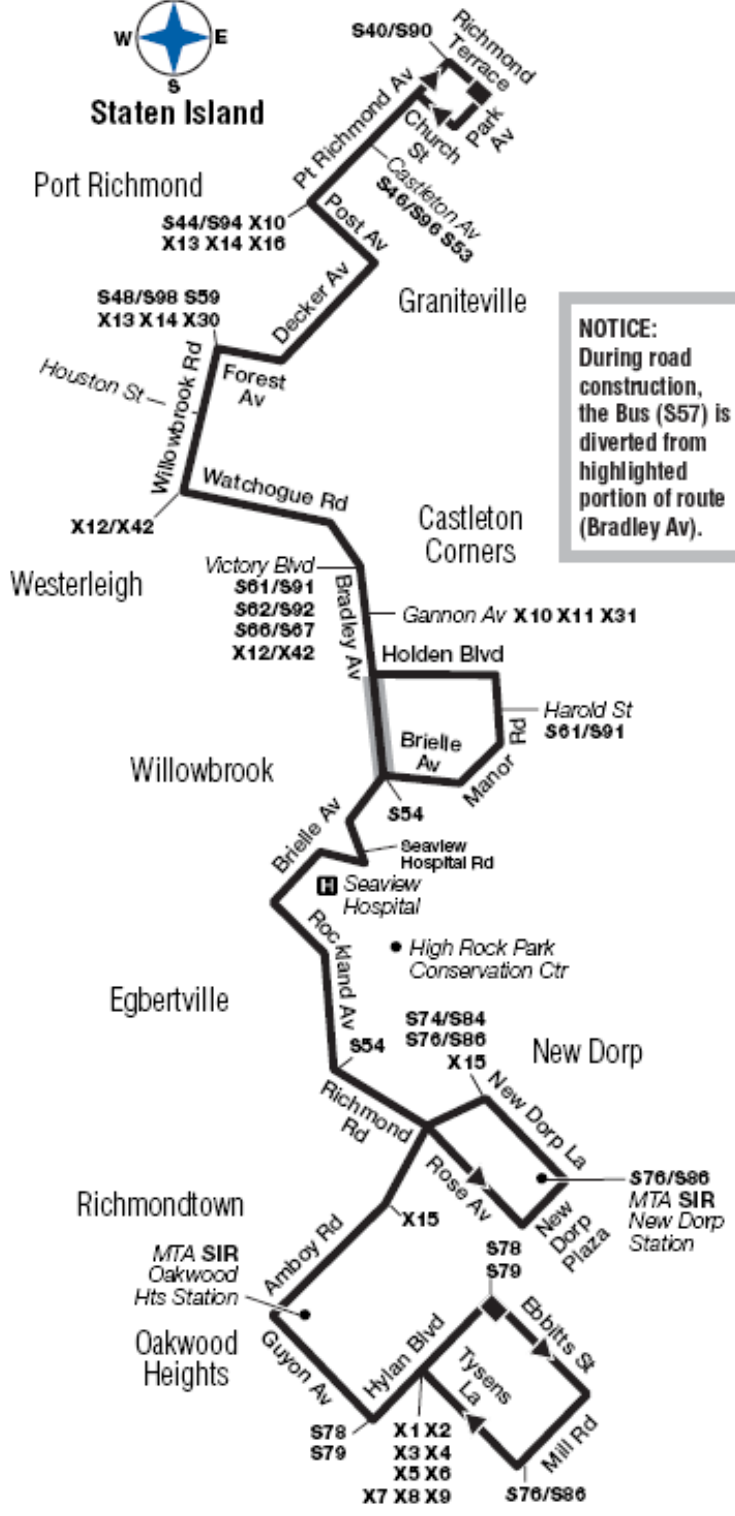 W E
S
Staten Island
S40/S90
Richmond
Terrace
Park
Av
Church
St
Pt Richmond Av
Castleton Av
S46/S96 S53
Port Richmond
S44/S94 X10
X13 X14 X16
Post Av
Decker Av
Graniteville
S48/S98 S59
X13 X14 X30
Forest
Av
Houston St
Willowbrook Rd
NOTICE:
During road
construction,
the Bus (S57) is
diverted from
highlighted
portion of route
(Bradley Av).
X12/X42
Watchogue Rd
Castleton
Corners
Westerleigh
Victory Blvd
S61/S91
S62/S92
S66/S67
X12/X42
Bradley Av
Gannon Av X10 X11 X31
Holden Blvd
Harold St
S61/S91
Manor Rd
Brielle
Av
Willowbrook
S54
Brielle Av
Seaview
Hospital Rd
H Seaview
Hospital
Rockland Av
High Rock Park
Conservation Ctr
Egbertville
S54
S74/S84
S76/S86
X15
New Dorp
Richmond
Rd
New Dorp La
Rose Av
New
Dorp
Plaza
S76/S86
MTA SIR
New Dorp
Station
Richmondtown
X15
Amboy Rd
MTA SIR
Oakwood
Hts Station
Oakwood
Heights
Guyon Av
S78
S79
Hylan Blvd
S78
S79
Ebbitts St
Tysens
La
Mill Rd
X1 X2
X3 X4
X5 X6
X7 X8 X9
S76/S86